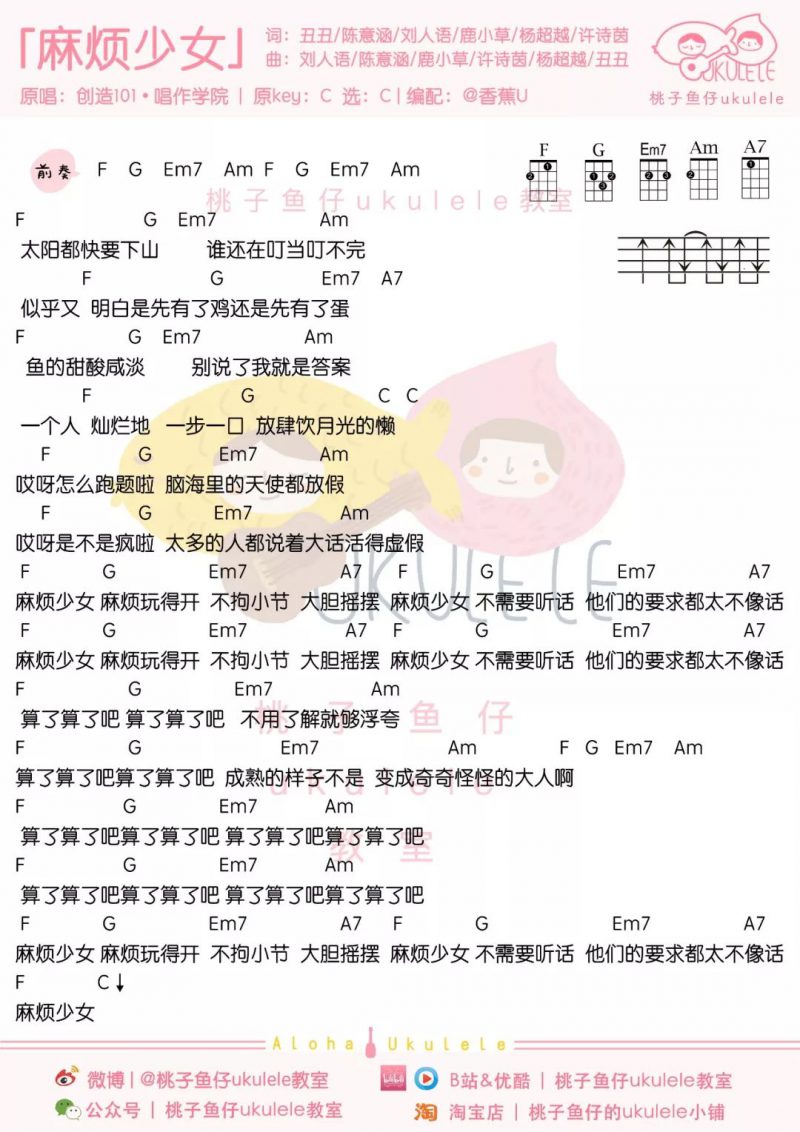 「麻烦少女」
词：丑丑/陈意涵/刘人语/鹿小草/杨超越/许诗茵
曲：刘人语/陈意涵/鹿小草/许诗茵/杨超越/丑丑
原唱：创造101·唱作学院 | 原key：C 选：C | 编配：@香蕉U
UKULELE
桃子鱼仔ukulele
前奏 F G Em7 Am F G Em7 Am
F G Em7 Am A7
桃子鱼仔ukulele教室
F G Em7 Am
太阳都快要下山 谁还在叮当叮不完
F G Em7 A7
似乎又 明白是先有了鸡还是先有了蛋
F G Em7 Am
鱼的甜酸咸淡 别说了我就是答案
F G C C
一个人 灿烂地 一步一口 放肆饮月光的懒
F G Em7 Am
哎呀怎么跑题啦 脑海里的天使都放假
F G Em7 Am
哎呀是不是疯啦 太多的人都说着大话活得虚假
UKULELE
F G Em7 A7 F G Em7 A7
麻烦少女 麻烦玩得开 不拘小节 大胆摇摆 麻烦少女 不需要听话 他们的要求都太不像话
F G Em7 A7 F G Em7 A7
麻烦少女 麻烦玩得开 不拘小节 大胆摇摆 麻烦少女 不需要听话 他们的要求都太不像话
F G Em7 Am
算了算了吧 算了算了吧 不用了解就够浮夸
桃子鱼仔
F G Em7 Am F G Em7 Am
算了算了吧算了算了吧 成熟的样子不是 变成奇奇怪怪的大人啊
ukulele
F G Em7 Am
算了算了吧算了算了吧 算了算了吧算了算了吧
教室
F G Em7 Am
算了算了吧算了算了吧 算了算了吧算了算了吧
F G Em7 A7 F G Em7 A7
麻烦少女 麻烦玩得开 不拘小节 大胆摇摆 麻烦少女 不需要听话 他们的要求都太不像话
F C↓
麻烦少女
Aloha Ukulele
微博 | @桃子鱼仔ukulele教室
B站&优酷 | 桃子鱼仔ukulele教室
公众号 | 桃子鱼仔ukulele教室
淘 淘宝店 | 桃子鱼仔的ukulele小铺